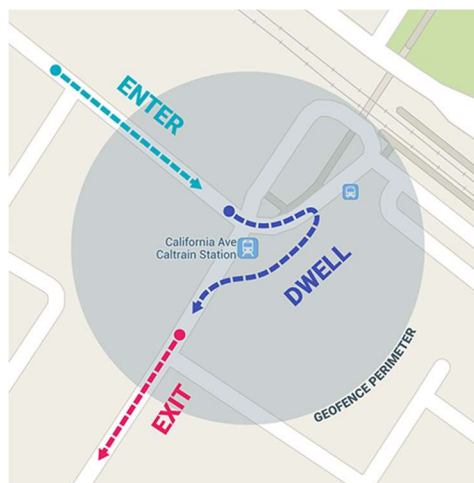 ENTER
California Ave
Caltrain Station
DWELL
GEOFENCE PERIMETER
EXIT